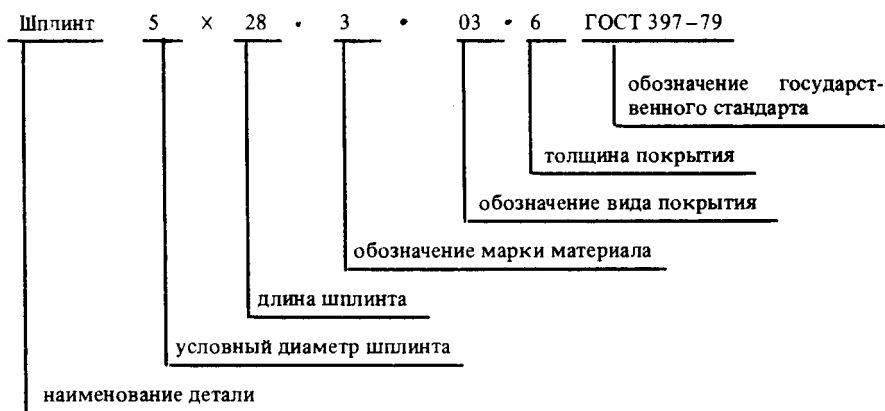 Шплинт 5 × 28 . 3 . 03 . 6 ГОСТ 397–79
обозначение государст-
венного стандарта
толщина покрытия
обозначение вида покрытия
обозначение марки материала
длина шплинта
условный диаметр шплинта
наименование детали